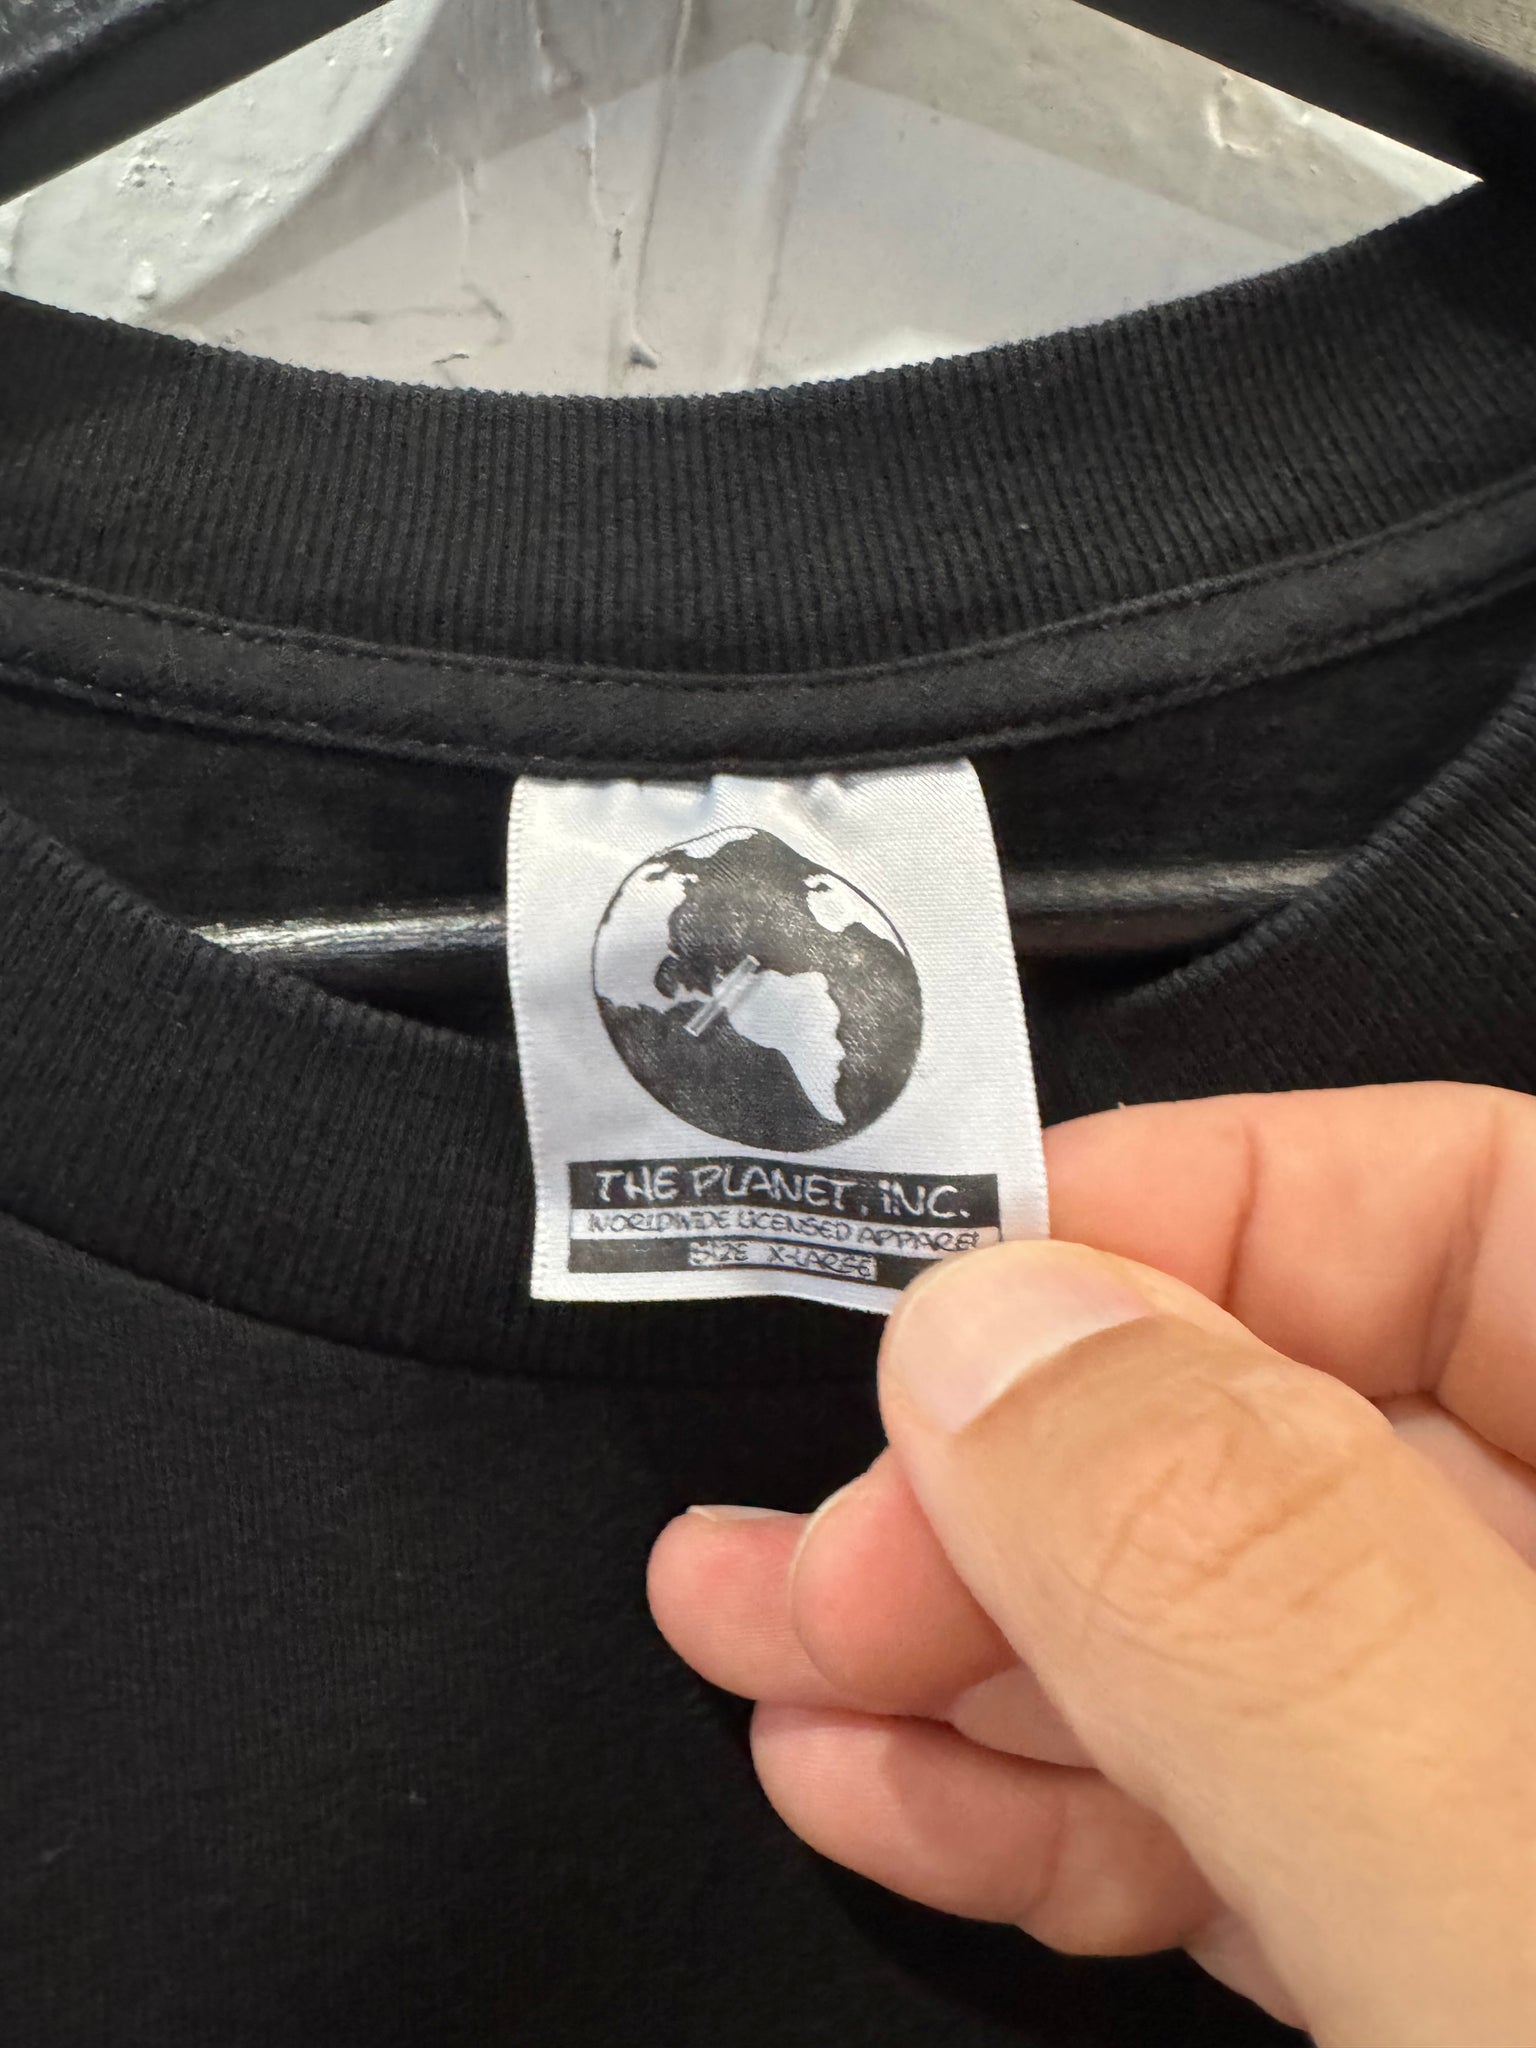 THE PLANET, INC.
WORLDWIDE LICENSED APPAREL
SIZE X-LARGE